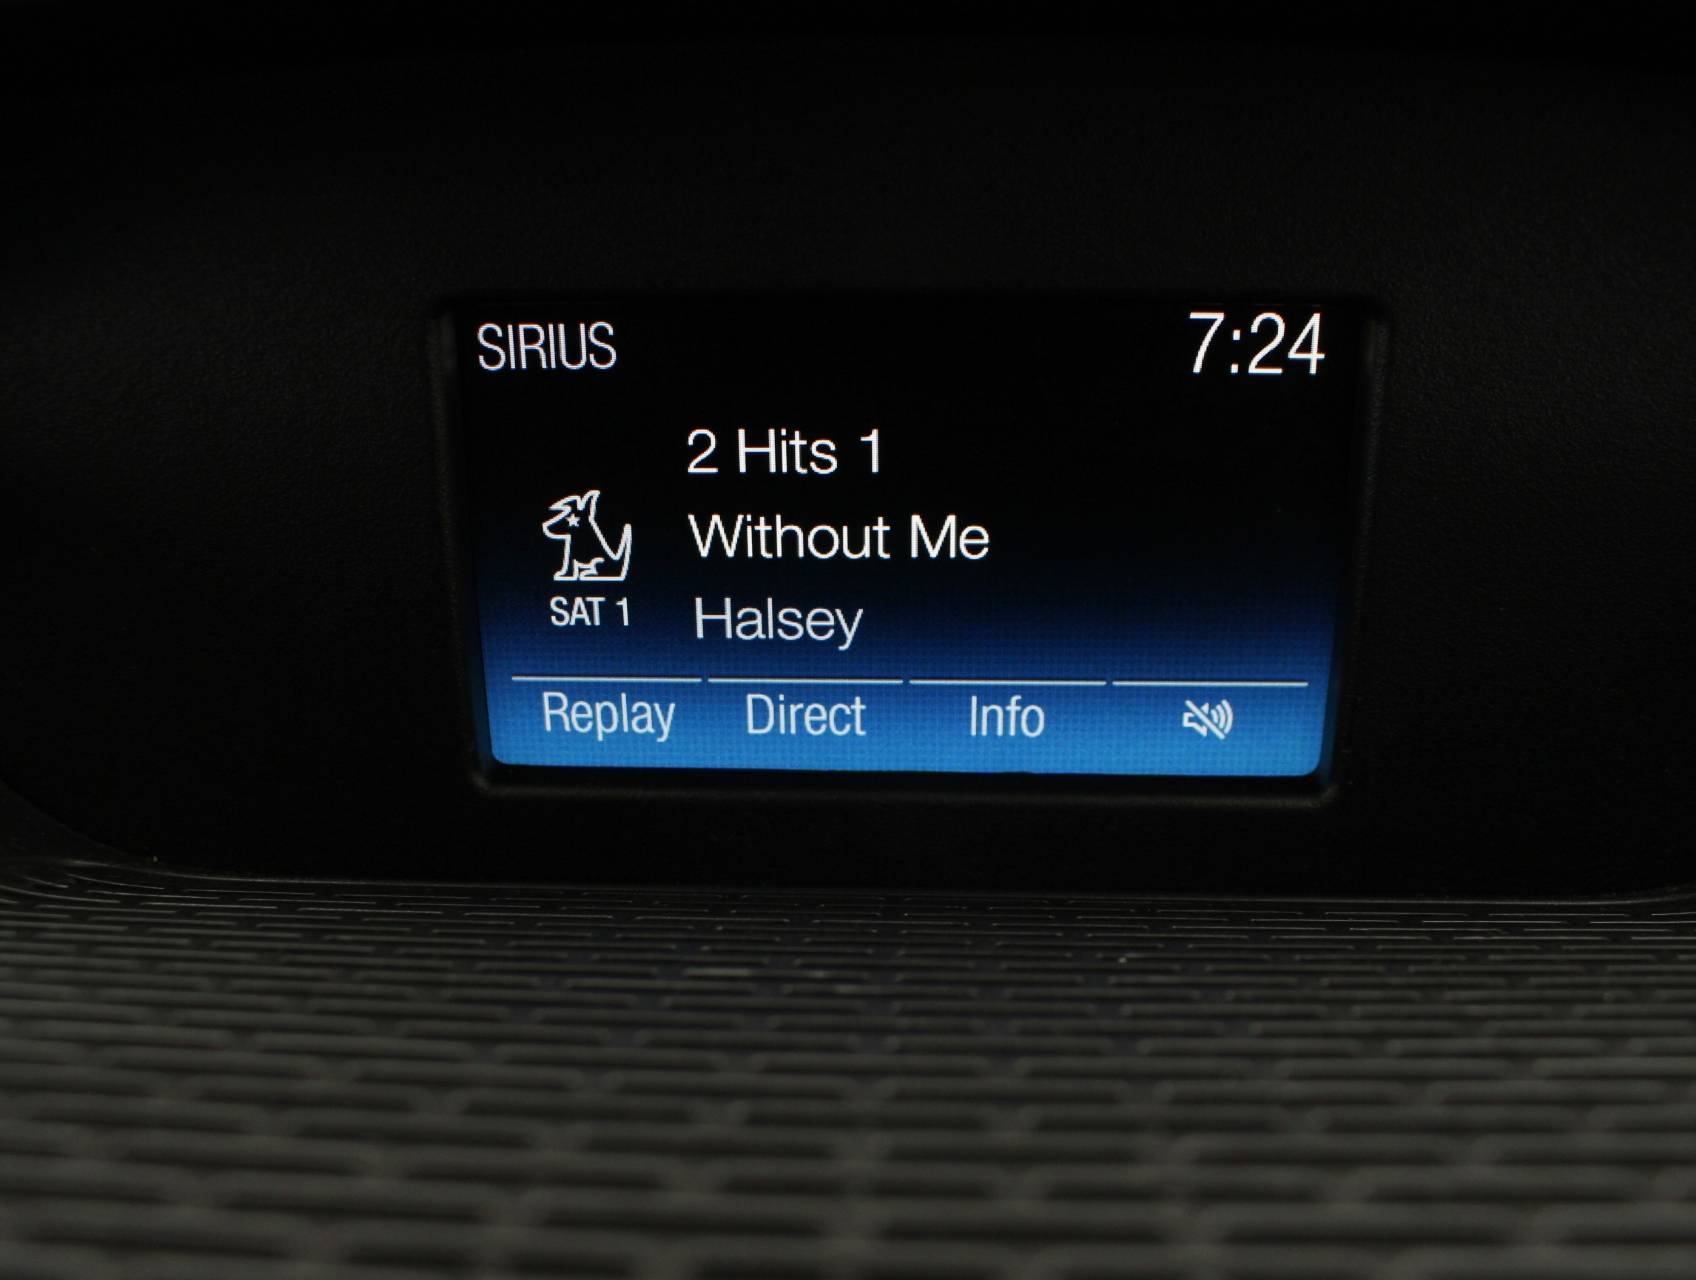 SIRIUS 7:24
2 Hits 1
Without Me
SAT 1 Halsey
Replay Direct Info